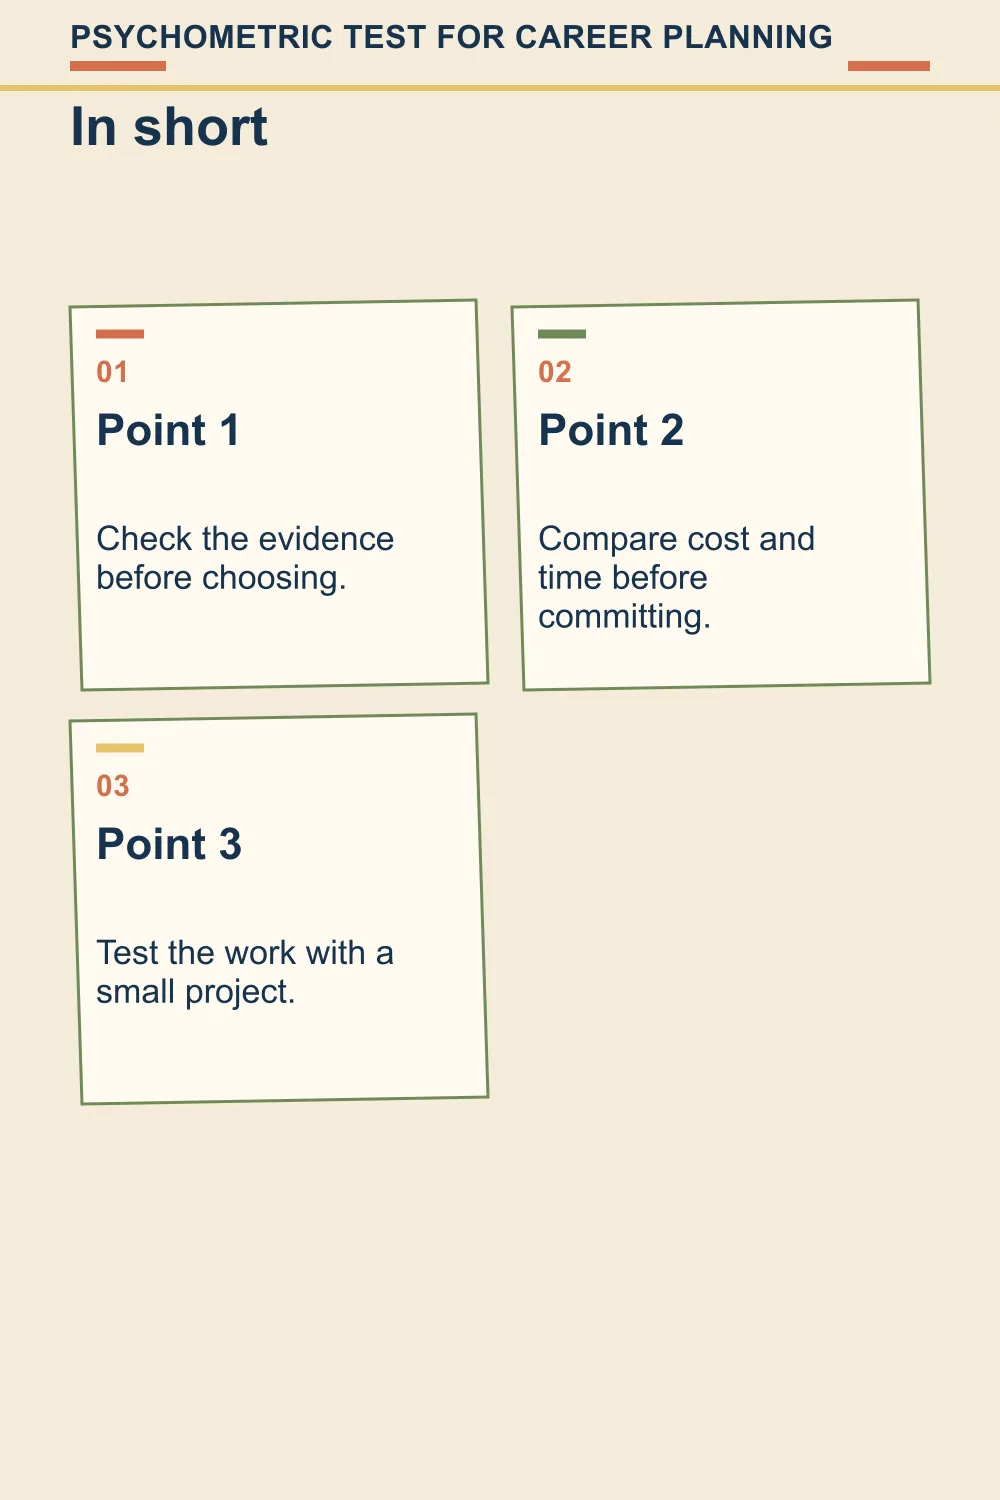 PSYCHOMETRIC TEST FOR CAREER PLANNING
In short
01
Point 1
Check the evidence
before choosing.
02
Point 2
Compare cost and
time before
committing.
03
Point 3
Test the work with a
small project.